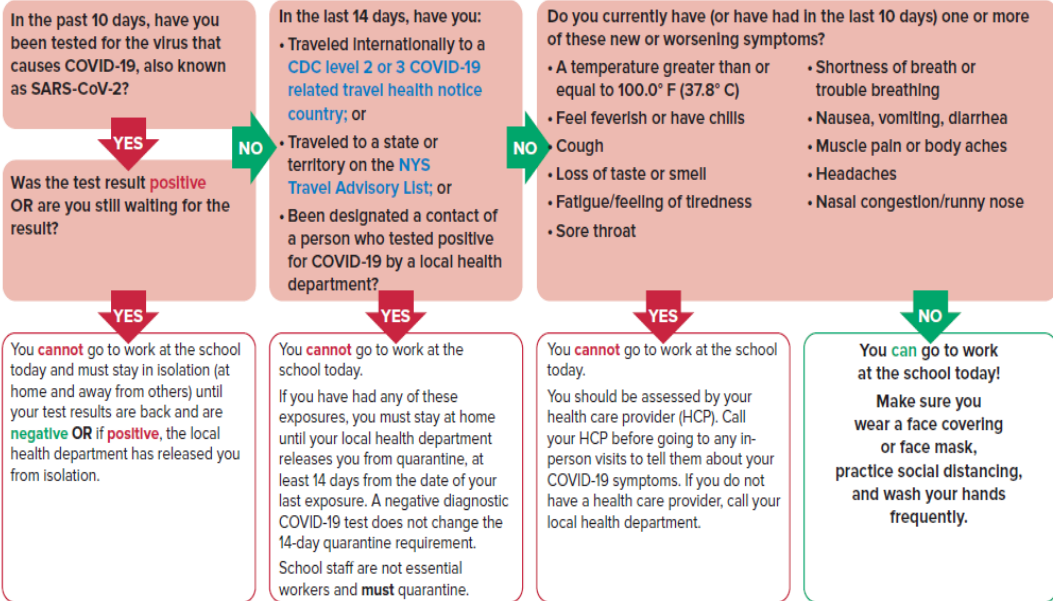 In the past 10 days, have you
been tested for the virus that
causes COVID-19, also known
as SARS-CoV-2?
YES
NO
Was the test result positive
OR are you still waiting for the
result?
YES
You cannot go to work at the school
today and must stay in isolation (at
home and away from others) until
your test results are back and are
negative OR if positive, the local
health department has released you
from isolation.
In the last 14 days, have you:
• Traveled internationally to a
CDC level 2 or 3 COVID-19
related travel health notice
country; or
• Traveled to a state or
territory on the NYS
Travel Advisory List; or
• Been designated a contact of
a person who tested positive
for COVID-19 by a local health
department?
NO
YES
You cannot go to work at the
school today.
If you have had any of these
exposures, you must stay at home
until your local health department
releases you from quarantine, at
least 14 days from the date of your
last exposure. A negative diagnostic
COVID-19 test does not change the
14-day quarantine requirement.
School staff are not essential
workers and must quarantine.
Do you currently have (or have had in the last 10 days) one or more
of these new or worsening symptoms?
• A temperature greater than or
equal to 100.0° F (37.8° C)
• Feel feverish or have chills
• Cough
• Loss of taste or smell
• Fatigue/feeling of tiredness
• Sore throat
• Shortness of breath or
trouble breathing
• Nausea, vomiting, diarrhea
• Muscle pain or body aches
• Headaches
• Nasal congestion/runny nose
YES
You cannot go to work at the school
today.
You should be assessed by your
health care provider (HCP). Call
your HCP before going to any in-
person visits to tell them about your
COVID-19 symptoms. If you do not
have a health care provider, call your
local health department.
NO
You can go to work
at the school today!
Make sure you
wear a face covering
or face mask,
practice social distancing,
and wash your hands
frequently.